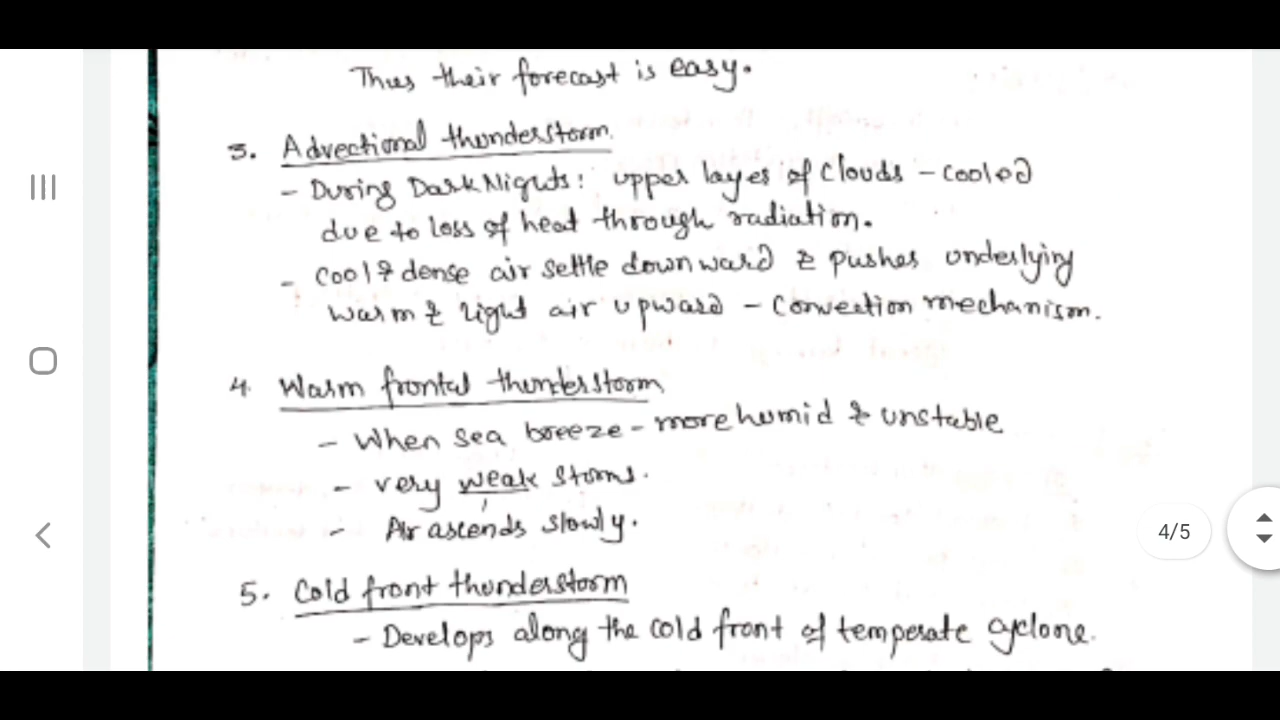 Thus their forecast is easy.
3. Advectional thunderstorm.
- During Dark Nights: upper layes of clouds - cooled
due to loss of heat through radiation.
- cool & dense air settle downward & pushes underlying
warm & light air upward - convection mechanism.
4. Warm frontal thunderstorm
- When sea breeze - more humid & unstable
- very weak storms.
- Air ascends slowly.
4/5
5. Cold front thunderstorm
- Develops along the cold front of temperate cyclone.